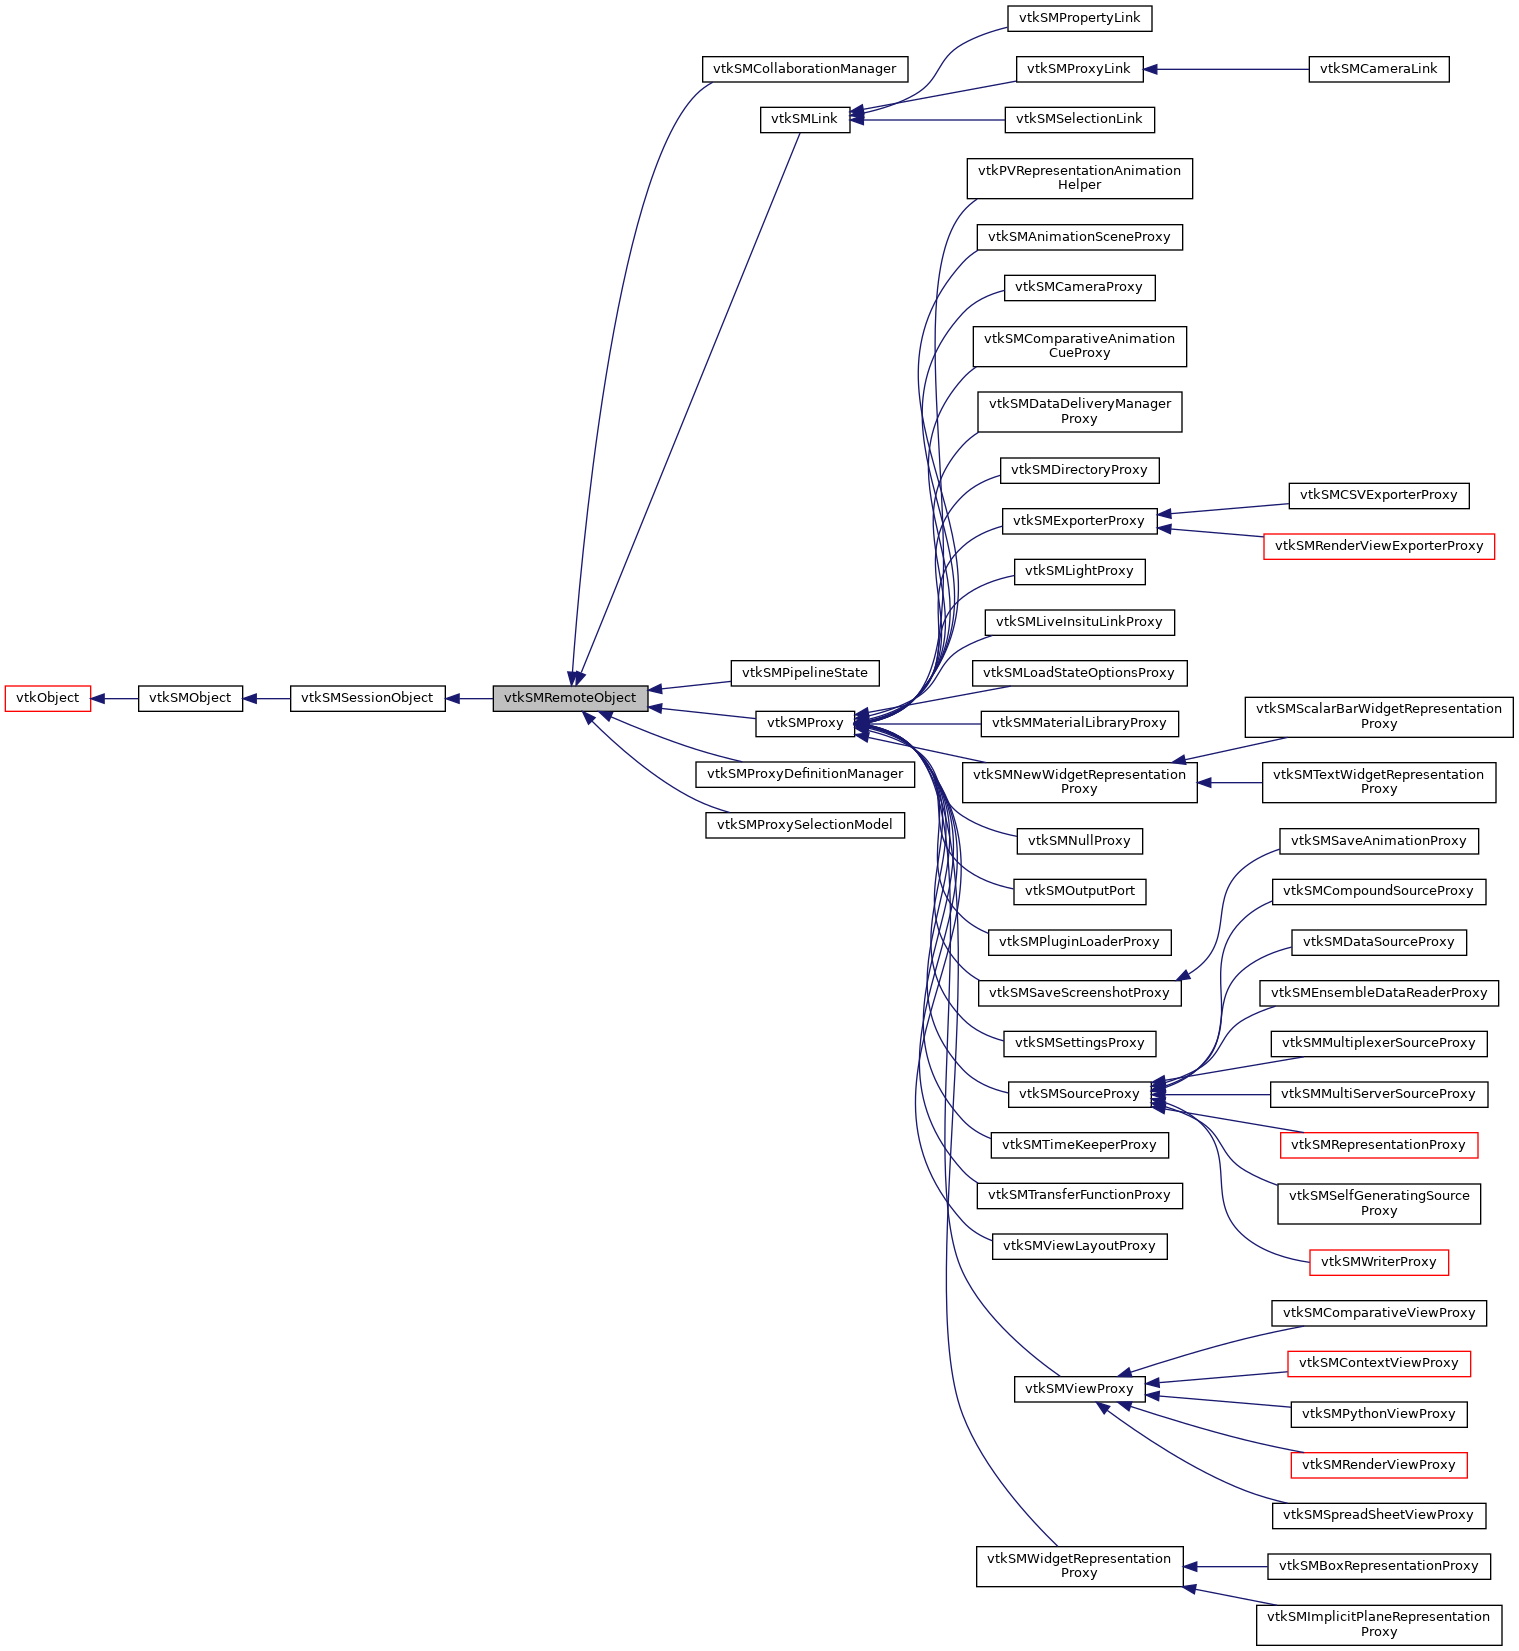 vtkSMPropertyLink
vtkSMCollaborationManager
vtkSMProxyLink
vtkSMCameraLink
vtkSMLink
vtkSMSelectionLink
vtkPVRepresentationAnimation
Helper
vtkSMAnimationSceneProxy
vtkSMCameraProxy
vtkSMComparativeAnimation
CueProxy
vtkSMDataDeliveryManager
Proxy
vtkSMDirectoryProxy
vtkSMCSVExporterProxy
vtkSMExporterProxy
vtkSMRenderViewExporterProxy
vtkSMLightProxy
vtkSMLiveInsituLinkProxy
vtkSMPipelineState
vtkSMLoadStateOptionsProxy
vtkObject
vtkSMObject
vtkSMSessionObject
vtkSMRemoteObject
vtkSMProxy
vtkSMMaterialLibraryProxy
vtkSMScalarBarWidgetRepresentation
Proxy
vtkSMProxyDefinitionManager
vtkSMNewWidgetRepresentation
Proxy
vtkSMTextWidgetRepresentation
Proxy
vtkSMProxySelectionModel
vtkSMNullProxy
vtkSMSaveAnimationProxy
vtkSMOutputPort
vtkSMCompoundSourceProxy
vtkSMPluginLoaderProxy
vtkSMDataSourceProxy
vtkSMSaveScreenshotProxy
vtkSMEnsembleDataReaderProxy
vtkSMSettingsProxy
vtkSMMultiplexerSourceProxy
vtkSMSourceProxy
vtkSMMultiServerSourceProxy
vtkSMTimeKeeperProxy
vtkSMRepresentationProxy
vtkSMTransferFunctionProxy
vtkSMSelfGeneratingSource
Proxy
vtkSMViewLayoutProxy
vtkSMWriterProxy
vtkSMComparativeViewProxy
vtkSMContextViewProxy
vtkSMViewProxy
vtkSMPythonViewProxy
vtkSMRenderViewProxy
vtkSMSpreadSheetViewProxy
vtkSMWidgetRepresentation
Proxy
vtkSMBoxRepresentationProxy
vtkSMImplicitPlaneRepresentation
Proxy